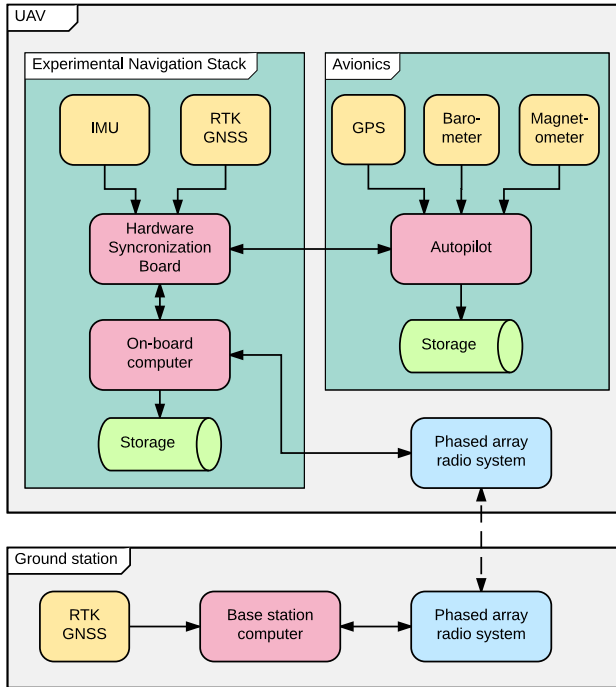 UAV
Experimental Navigation Stack
IMU
RTK
GNSS
Hardware
Syncronization
Board
On-board
computer
Storage
Avionics
GPS
Baro-
meter
Magnet-
ometer
Autopilot
Storage
Phased array
radio system
Ground station
RTK
GNSS
Base station
computer
Phased array
radio system